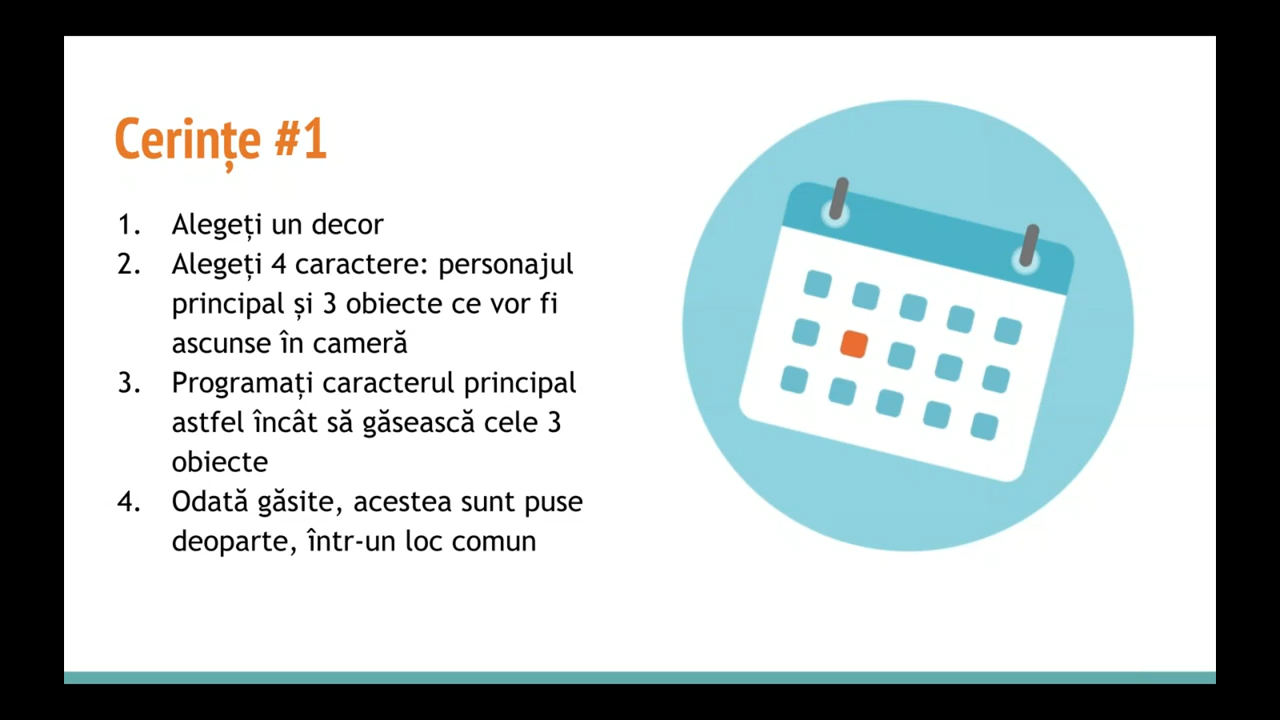 Cerințe #1
1. Alegeți un decor
2. Alegeți 4 caractere: personajul
principal și 3 obiecte ce vor fi
ascunse în cameră
3. Programați caracterul principal
astfel încât să găsească cele 3
obiecte
4. Odată găsite, acestea sunt puse
deoparte, într-un loc comun